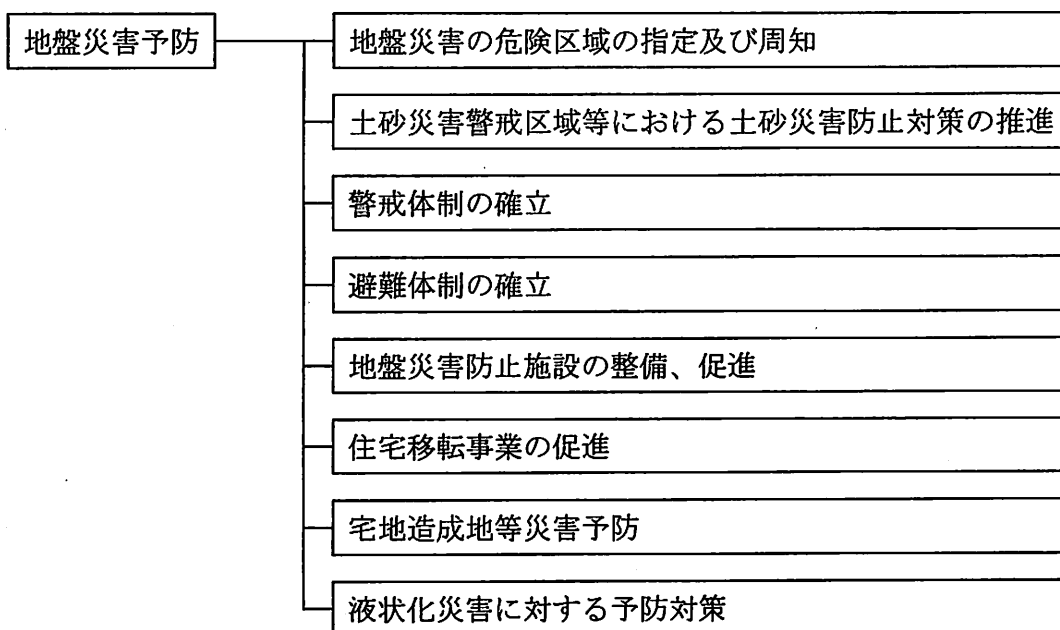 地盤災害予防
地盤災害の危険区域の指定及び周知
土砂災害警戒区域等における土砂災害防止対策の推進
警戒体制の確立
避難体制の確立
地盤災害防止施設の整備、促進
住宅移転事業の促進
宅地造成地等災害予防
液状化災害に対する予防対策